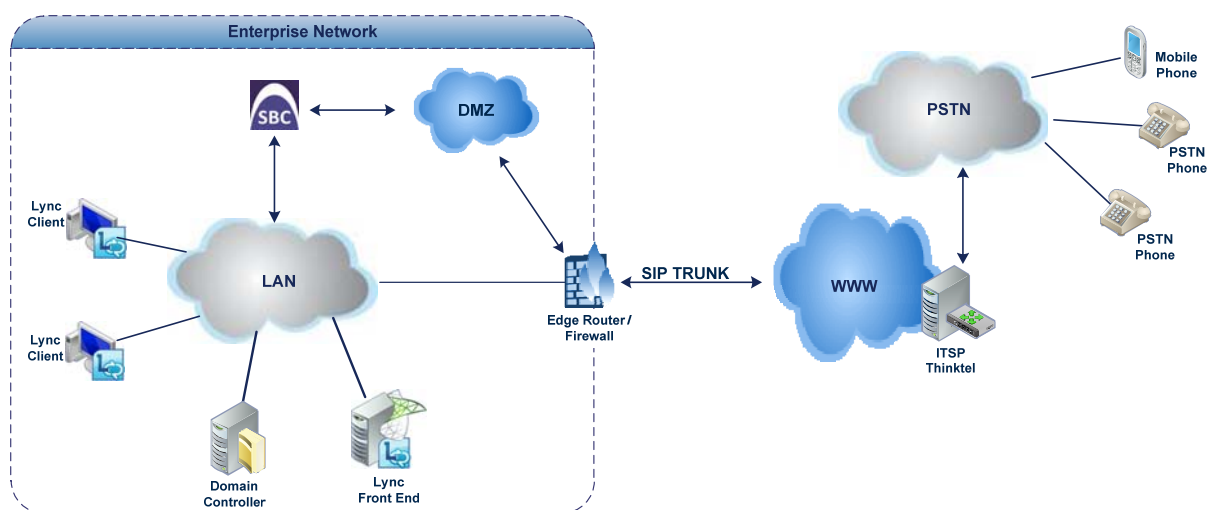 Enterprise Network
SBC
DMZ
PSTN
Mobile
Phone
PSTN
Phone
PSTN
Phone
Lync
Client
LAN
SIP TRUNK
WWW
Edge Router /
Firewall
ITSP
Thinktel
Lync
Client
Domain
Controller
Lync
Front End